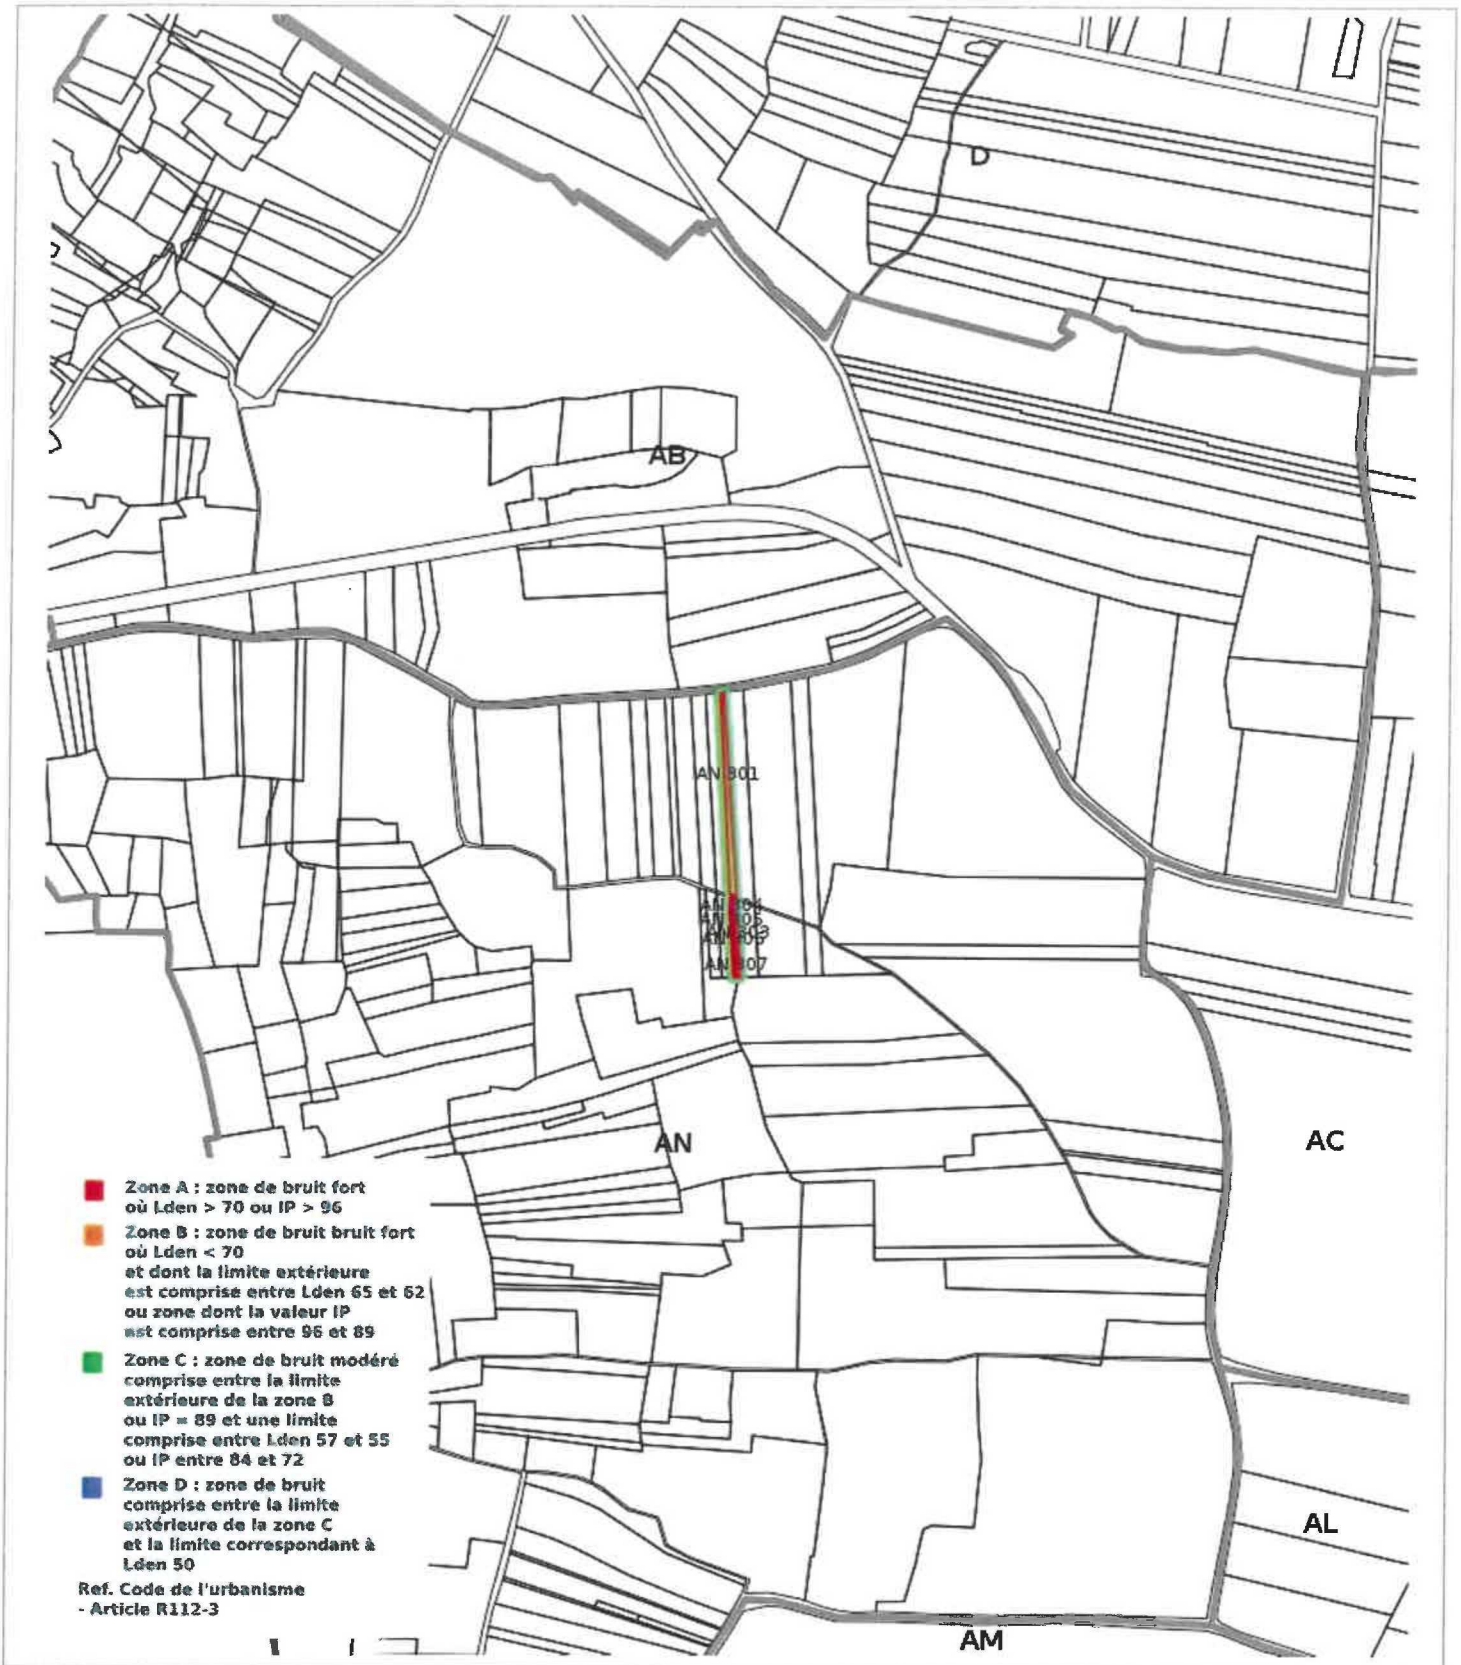 D
AB
AN 301
AN 307
AN
AC
Zone A : zone de bruit fort
où Lden > 70 ou IP > 96
Zone B : zone de bruit bruit fort
où Lden < 70
et dont la limite extérieure
est comprise entre Lden 65 et 62
ou zone dont la valeur IP
est comprise entre 96 et 89
Zone C : zone de bruit modéré
comprise entre la limite
extérieure de la zone B
ou IP = 89 et une limite
comprise entre Lden 57 et 55
ou IP entre 84 et 72
Zone D : zone de bruit
comprise entre la limite
extérieure de la zone C
et la limite correspondant à
Lden 50
Ref. Code de l'urbanisme
- Article R112-3
AL
AM